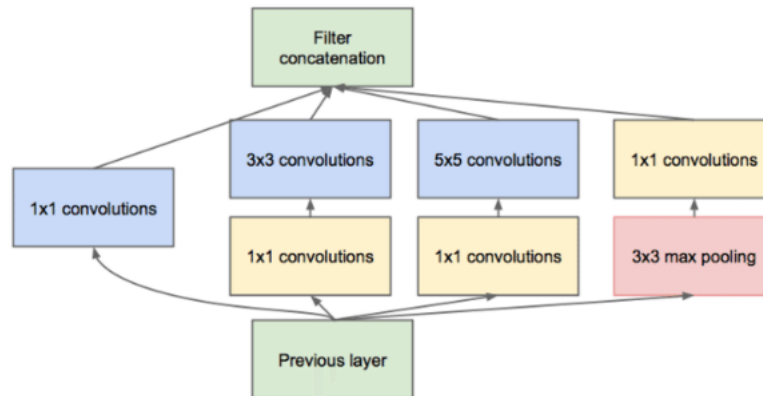 Filter
concatenation
3x3 convolutions
5x5 convolutions
1x1 convolutions
1x1 convolutions
1x1 convolutions
1x1 convolutions
3x3 max pooling
Previous layer